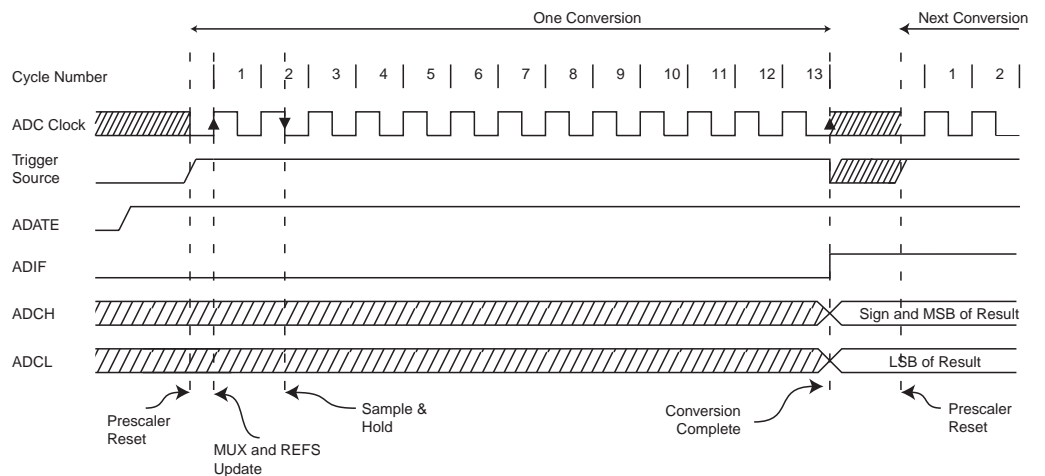 One Conversion
Next Conversion
Cycle Number
1 2 3 4 5 6 7 8 9 10 11 12 13 1 2
ADC Clock
Trigger
Source
ADATE
ADIF
ADCH
Sign and MSB of Result
ADCL
LSB of Result
Prescaler
Reset
MUX and REFS
Update
Sample &
Hold
Conversion
Complete
Prescaler
Reset